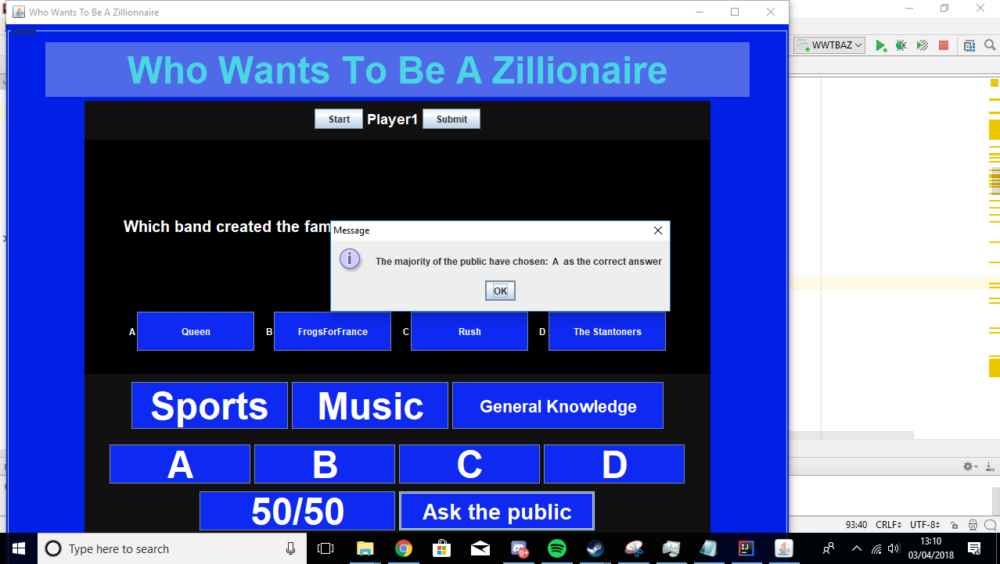 Who Wants To Be A Zillionnaire
Who Wants To Be A Zillionaire
WWTBAZ
Start Player1 Submit
Which band created the fam
Message
The majority of the public have chosen: A as the correct answer
OK
A Queen B FrogsForFrance C Rush D The Stantoners
Sports Music General Knowledge
A B C D
50/50 Ask the public
93:40 CRLF UTF-8
Type here to search
9+
IJ
13:10
03/04/2018